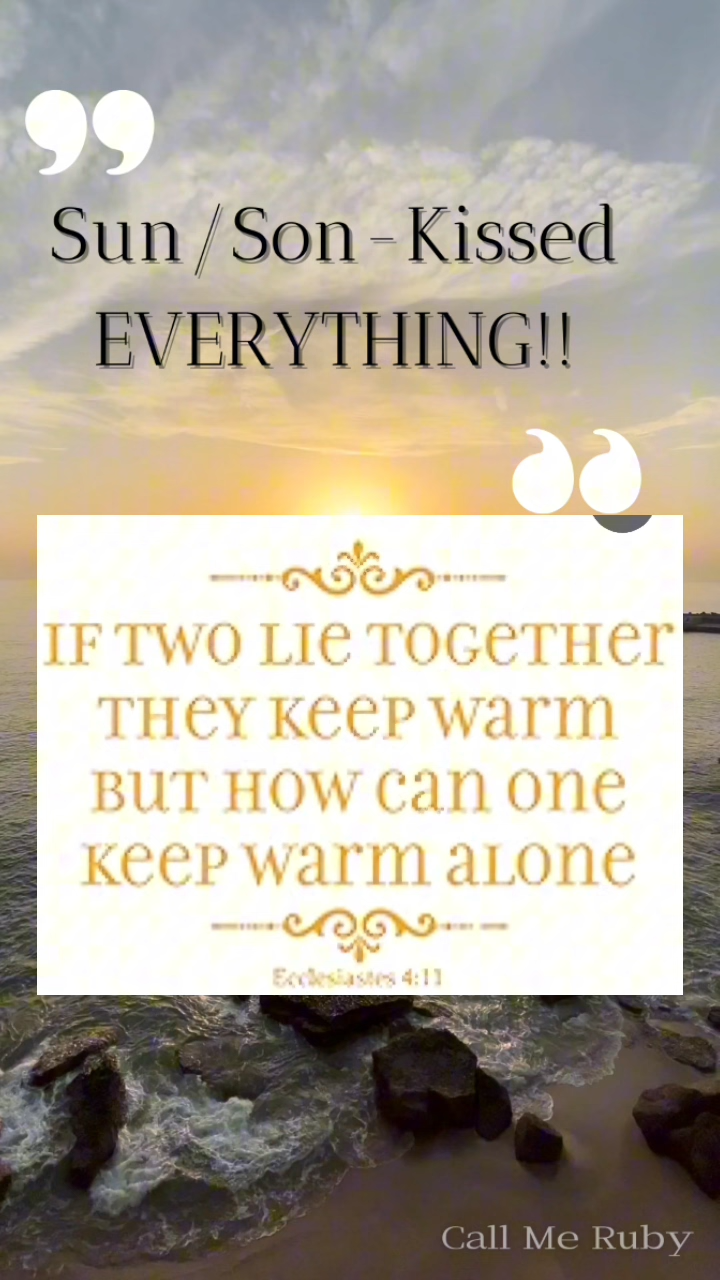 ”
Sun/Son-Kissed
EVERYTHING!!
“
IF TWO LIe TOGeTHer
THeY KeeP warm
BUT HOW can one
KeeP warm aLone
Ecclesiastes 4:11
Call Me Ruby